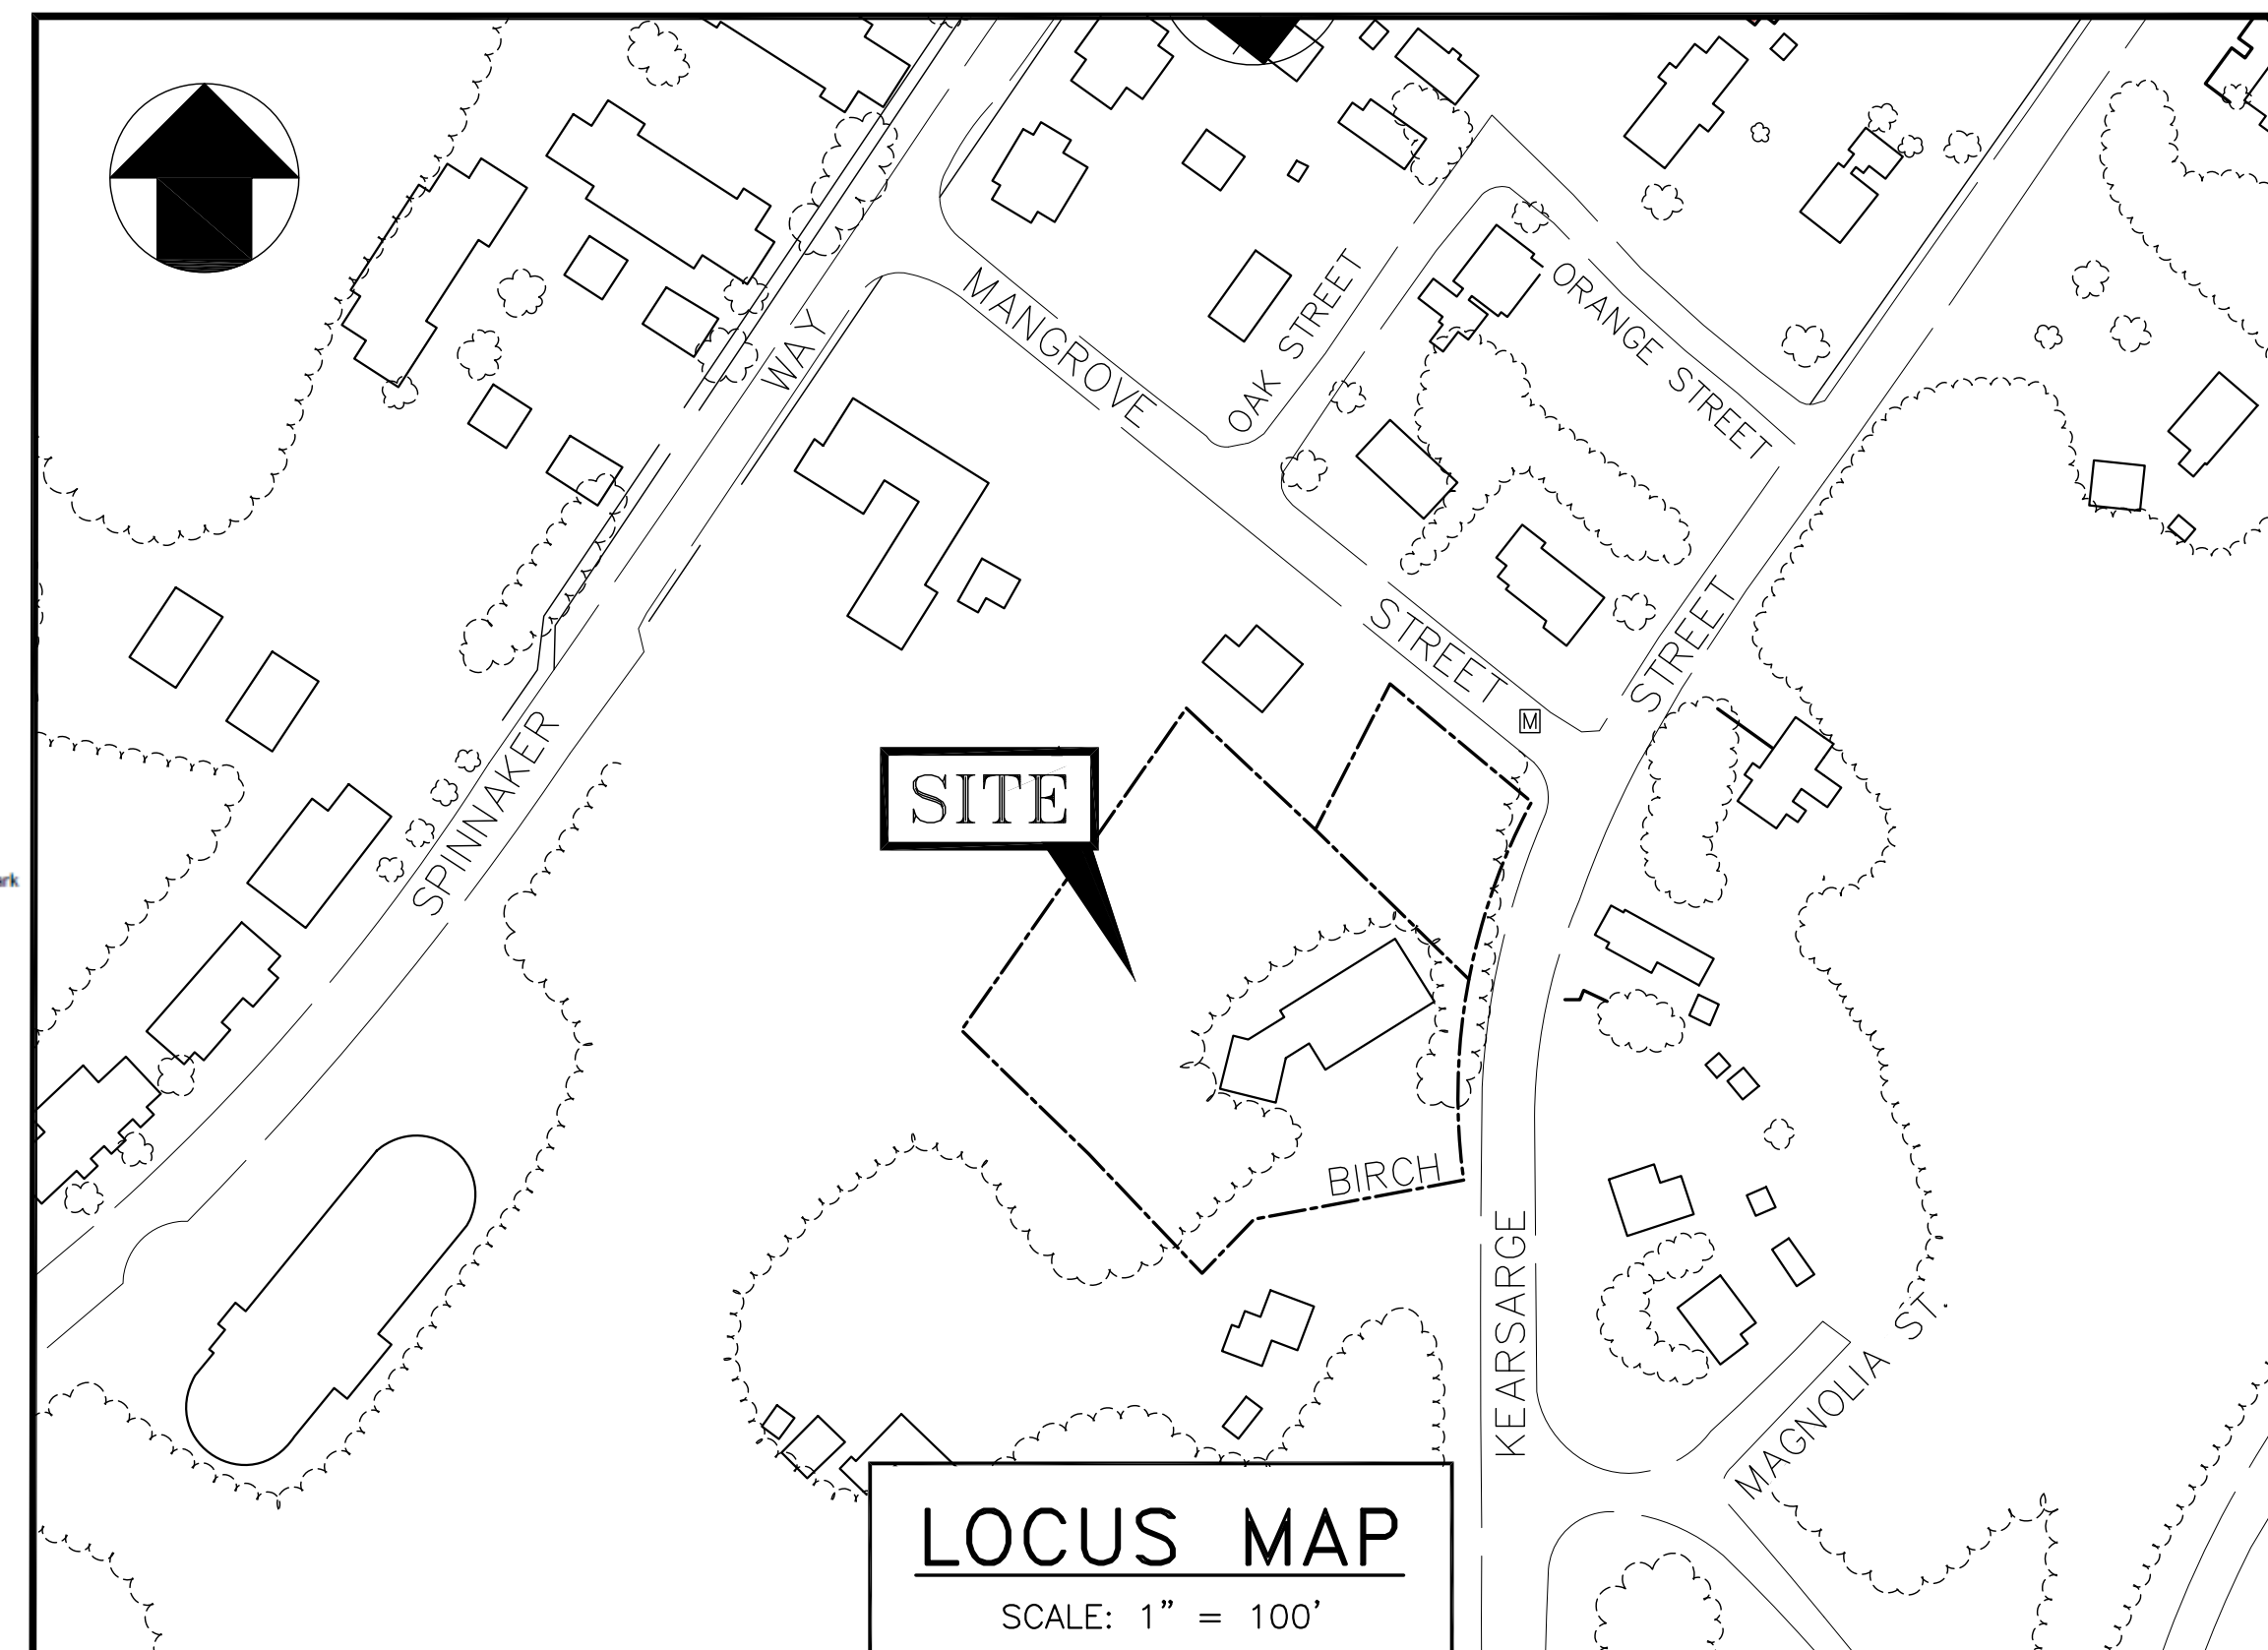 MANGROVE STREET
OAK STREET
ORANGE STREET
SPINNAKER WAY
M
SITE
BIRCH
KEARSARGE STREET
MAGNOLIA ST.
LOCUS MAP
SCALE: 1” = 100’